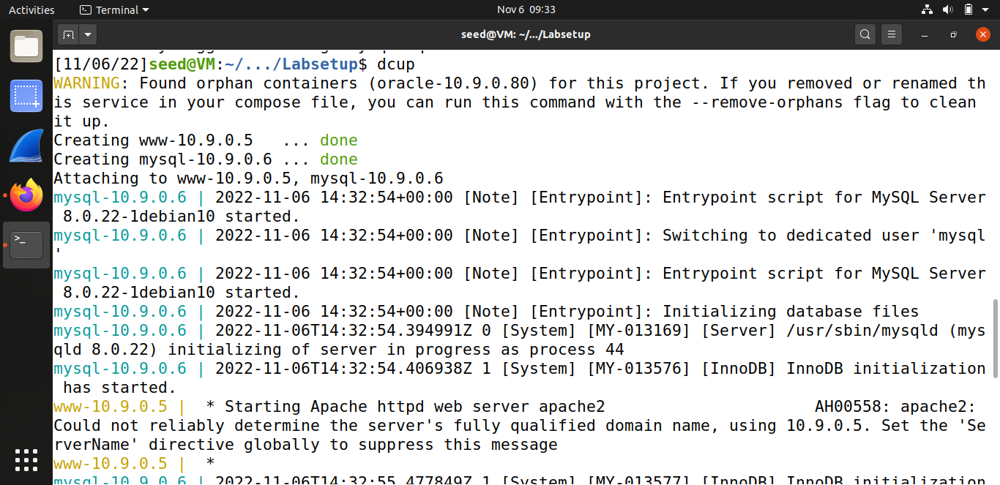 Activities
Terminal
Nov 6 09:33
seed@VM: ~/.../Labsetup
[11/06/22]seed@VM:~/.../Labsetup$ dcup
WARNING: Found orphan containers (oracle-10.9.0.80) for this project. If you removed or renamed th
is service in your compose file, you can run this command with the --remove-orphans flag to clean
it up.
Creating www-10.9.0.5   ... done
Creating mysql-10.9.0.6 ... done
Attaching to www-10.9.0.5, mysql-10.9.0.6
mysql-10.9.0.6 | 2022-11-06 14:32:54+00:00 [Note] [Entrypoint]: Entrypoint script for MySQL Server
 8.0.22-1debian10 started.
mysql-10.9.0.6 | 2022-11-06 14:32:54+00:00 [Note] [Entrypoint]: Switching to dedicated user 'mysql
'
mysql-10.9.0.6 | 2022-11-06 14:32:54+00:00 [Note] [Entrypoint]: Entrypoint script for MySQL Server
 8.0.22-1debian10 started.
mysql-10.9.0.6 | 2022-11-06 14:32:54+00:00 [Note] [Entrypoint]: Initializing database files
mysql-10.9.0.6 | 2022-11-06T14:32:54.394991Z 0 [System] [MY-013169] [Server] /usr/sbin/mysqld (mys
qld 8.0.22) initializing of server in progress as process 44
mysql-10.9.0.6 | 2022-11-06T14:32:54.406938Z 1 [System] [MY-013576] [InnoDB] InnoDB initialization
 has started.
www-10.9.0.5 |  * Starting Apache httpd web server apache2                      AH00558: apache2:
Could not reliably determine the server's fully qualified domain name, using 10.9.0.5. Set the 'Se
rverName' directive globally to suppress this message
www-10.9.0.5 |  *
mysql-10.9.0.6 | 2022-11-06T14:32:55.477849Z 1 [System] [MY-013577] [InnoDB] InnoDB initialization